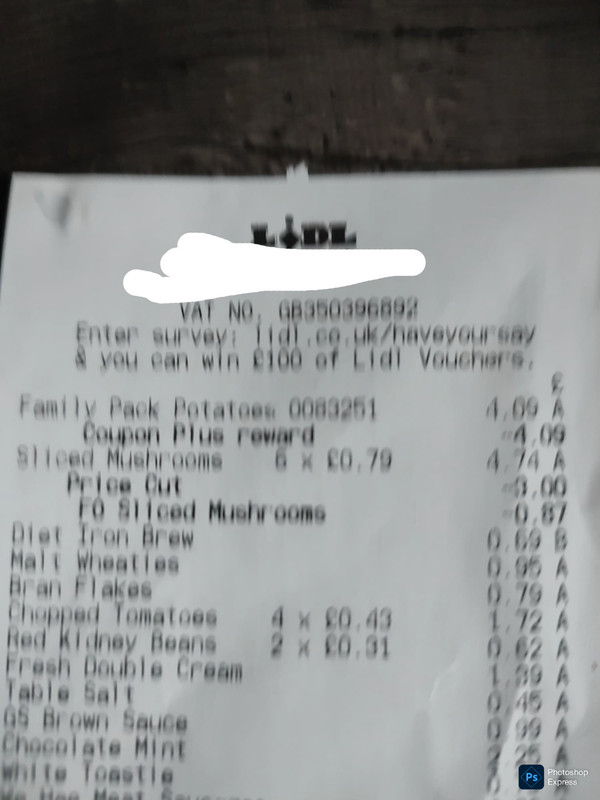 LIDL
VAT NO. GB350396892
Enter survey: lidl.co.uk/haveyoursay
& you can win £100 of Lidl Vouchers.
£
Family Pack Potatoes 0083251 4.09 A
Coupon Plus reward -4.09
Sliced Mushrooms 6 x £0.79 4.74 A
Price Cut -3.00
FO Sliced Mushrooms -0.87
Diet Iron Brew 0.69 B
Malt Wheaties 0.95 A
Bran Flakes 0.79 A
Chopped Tomatoes 4 x £0.43 1.72 A
Red Kidney Beans 2 x £0.31 0.62 A
Fresh Double Cream A
Table Salt 0.45 A
GS Brown Sauce 0.99 A
Chocolate Mint A
White Toastie
Ps Photoshop Express